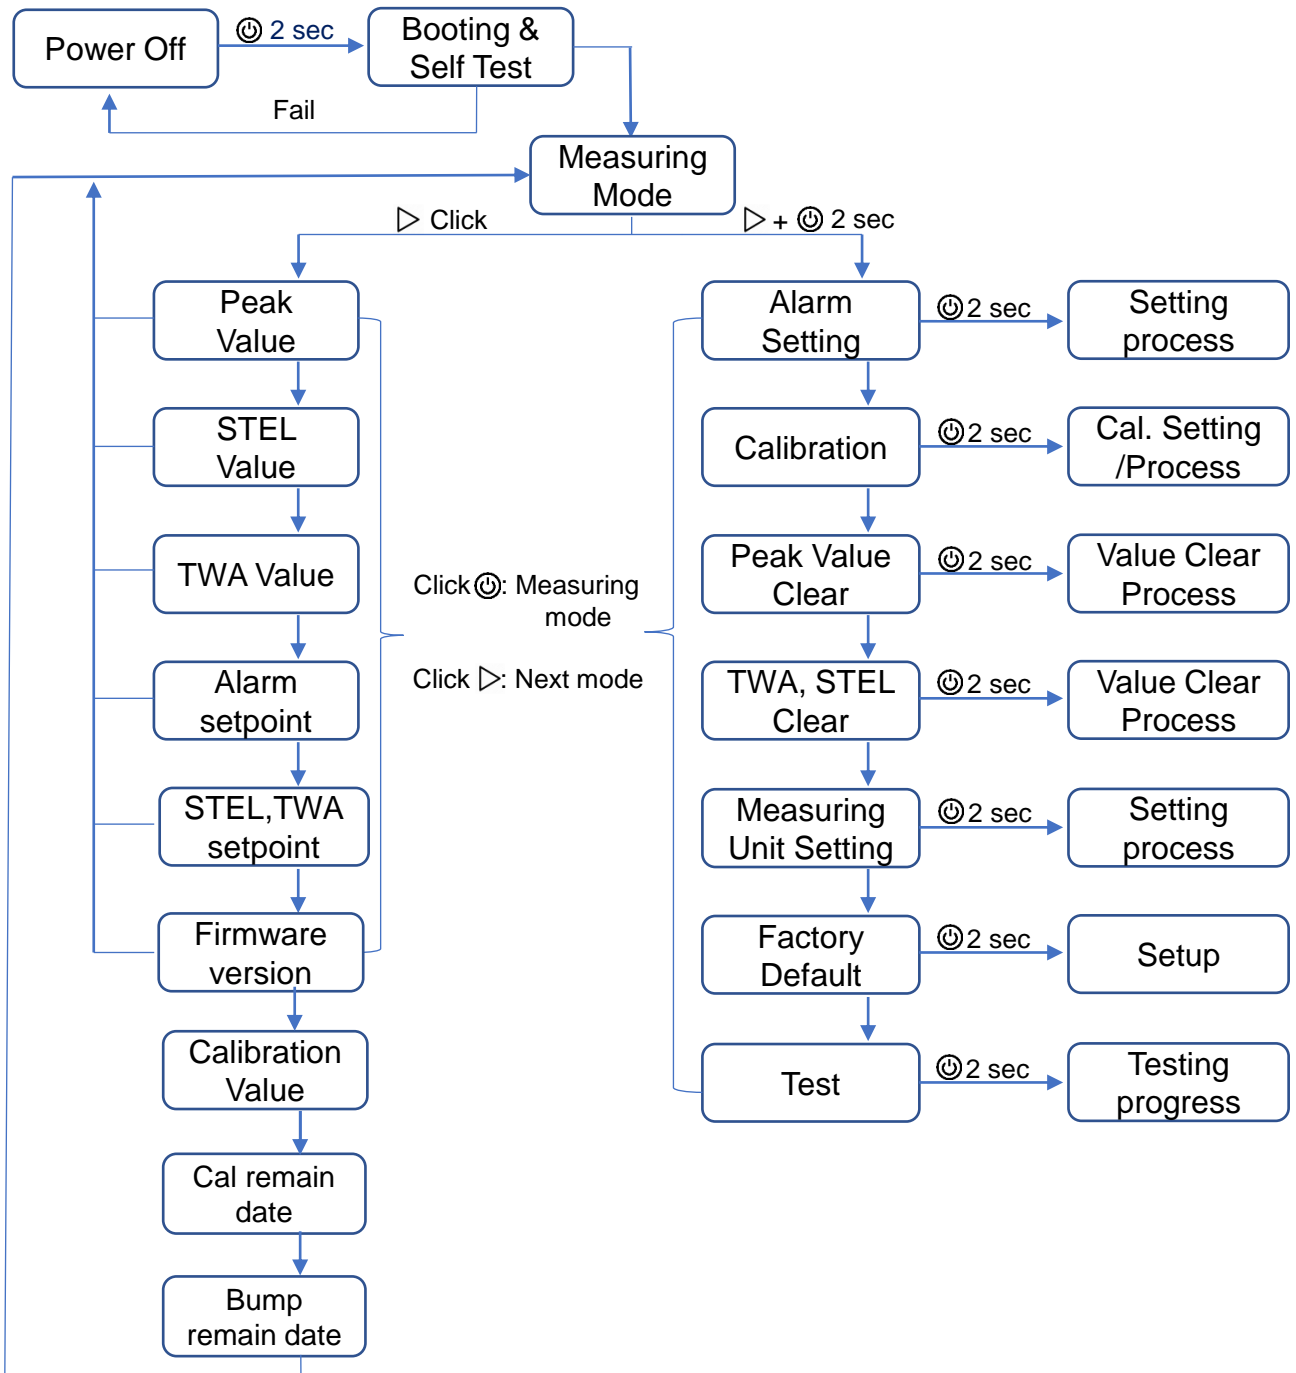 Power Off
2 sec
Booting &
Self Test
Fail
Measuring
Mode
Click
+ 2 sec
Peak
Value
STEL
Value
TWA Value
Alarm
setpoint
STEL,TWA
setpoint
Firmware
version
Calibration
Value
Cal remain
date
Bump
remain date
Click : Measuring
mode
Click : Next mode
Alarm
Setting
2 sec
Setting
process
Calibration
2 sec
Cal. Setting
/Process
Peak Value
Clear
2 sec
Value Clear
Process
TWA, STEL
Clear
2 sec
Value Clear
Process
Measuring
Unit Setting
2 sec
Setting
process
Factory
Default
2 sec
Setup
Test
2 sec
Testing
progress